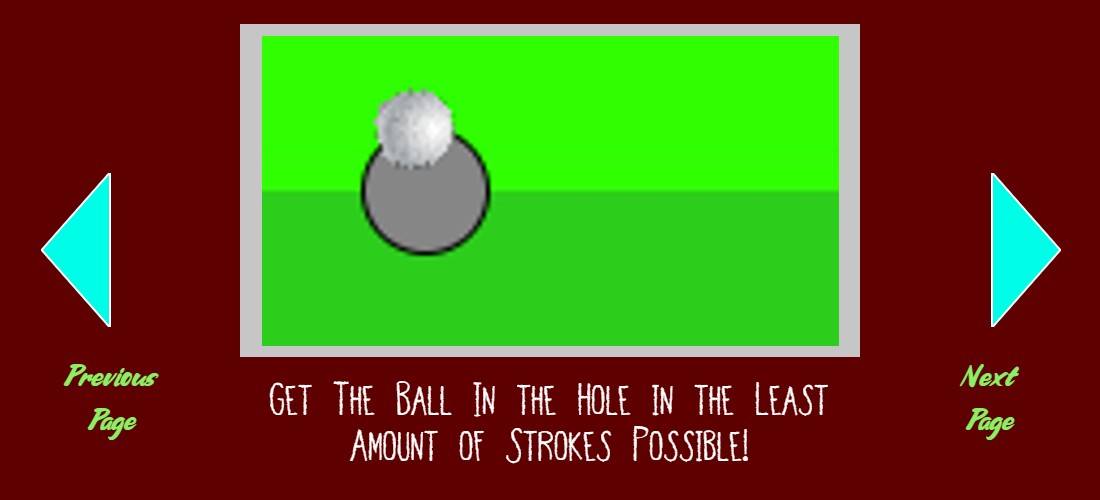 Previous
Page
Get The Ball In the Hole in the Least
Amount of Strokes Possible!
Next
Page